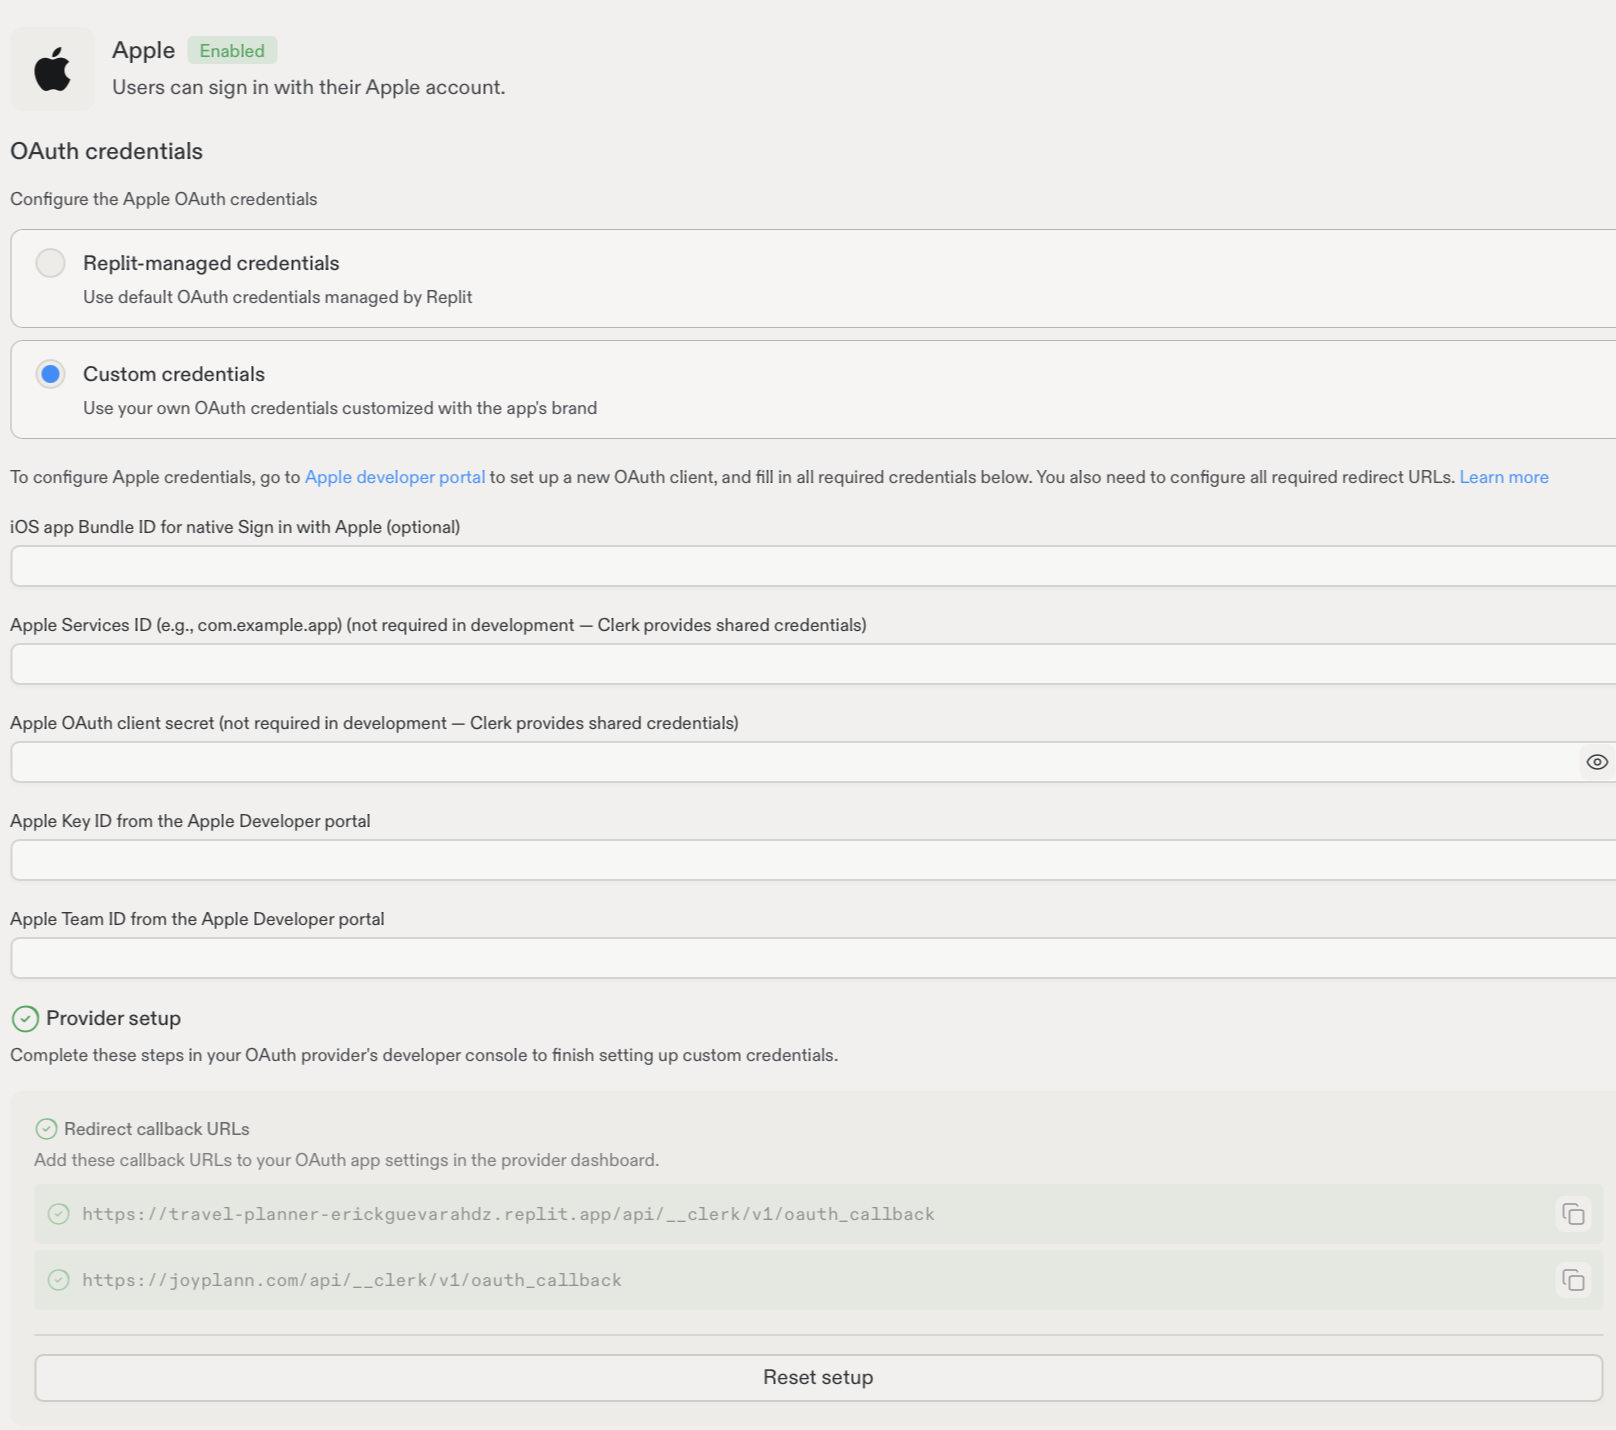 Apple
Enabled
Users can sign in with their Apple account.
OAuth credentials
Configure the Apple OAuth credentials
Replit-managed credentials
Use default OAuth credentials managed by Replit
Custom credentials
Use your own OAuth credentials customized with the app's brand
To configure Apple credentials, go to Apple developer portal to set up a new OAuth client, and fill in all required credentials below. You also need to configure all required redirect URLs. Learn more
iOS app Bundle ID for native Sign in with Apple (optional)
Apple Services ID (e.g., com.example.app) (not required in development — Clerk provides shared credentials)
Apple OAuth client secret (not required in development — Clerk provides shared credentials)
Apple Key ID from the Apple Developer portal
Apple Team ID from the Apple Developer portal
Provider setup
Complete these steps in your OAuth provider's developer console to finish setting up custom credentials.
Redirect callback URLs
Add these callback URLs to your OAuth app settings in the provider dashboard.
https://travel-planner-erickguevarahdz.replit.app/api/__clerk/v1/oauth_callback
https://joyplann.com/api/__clerk/v1/oauth_callback
Reset setup